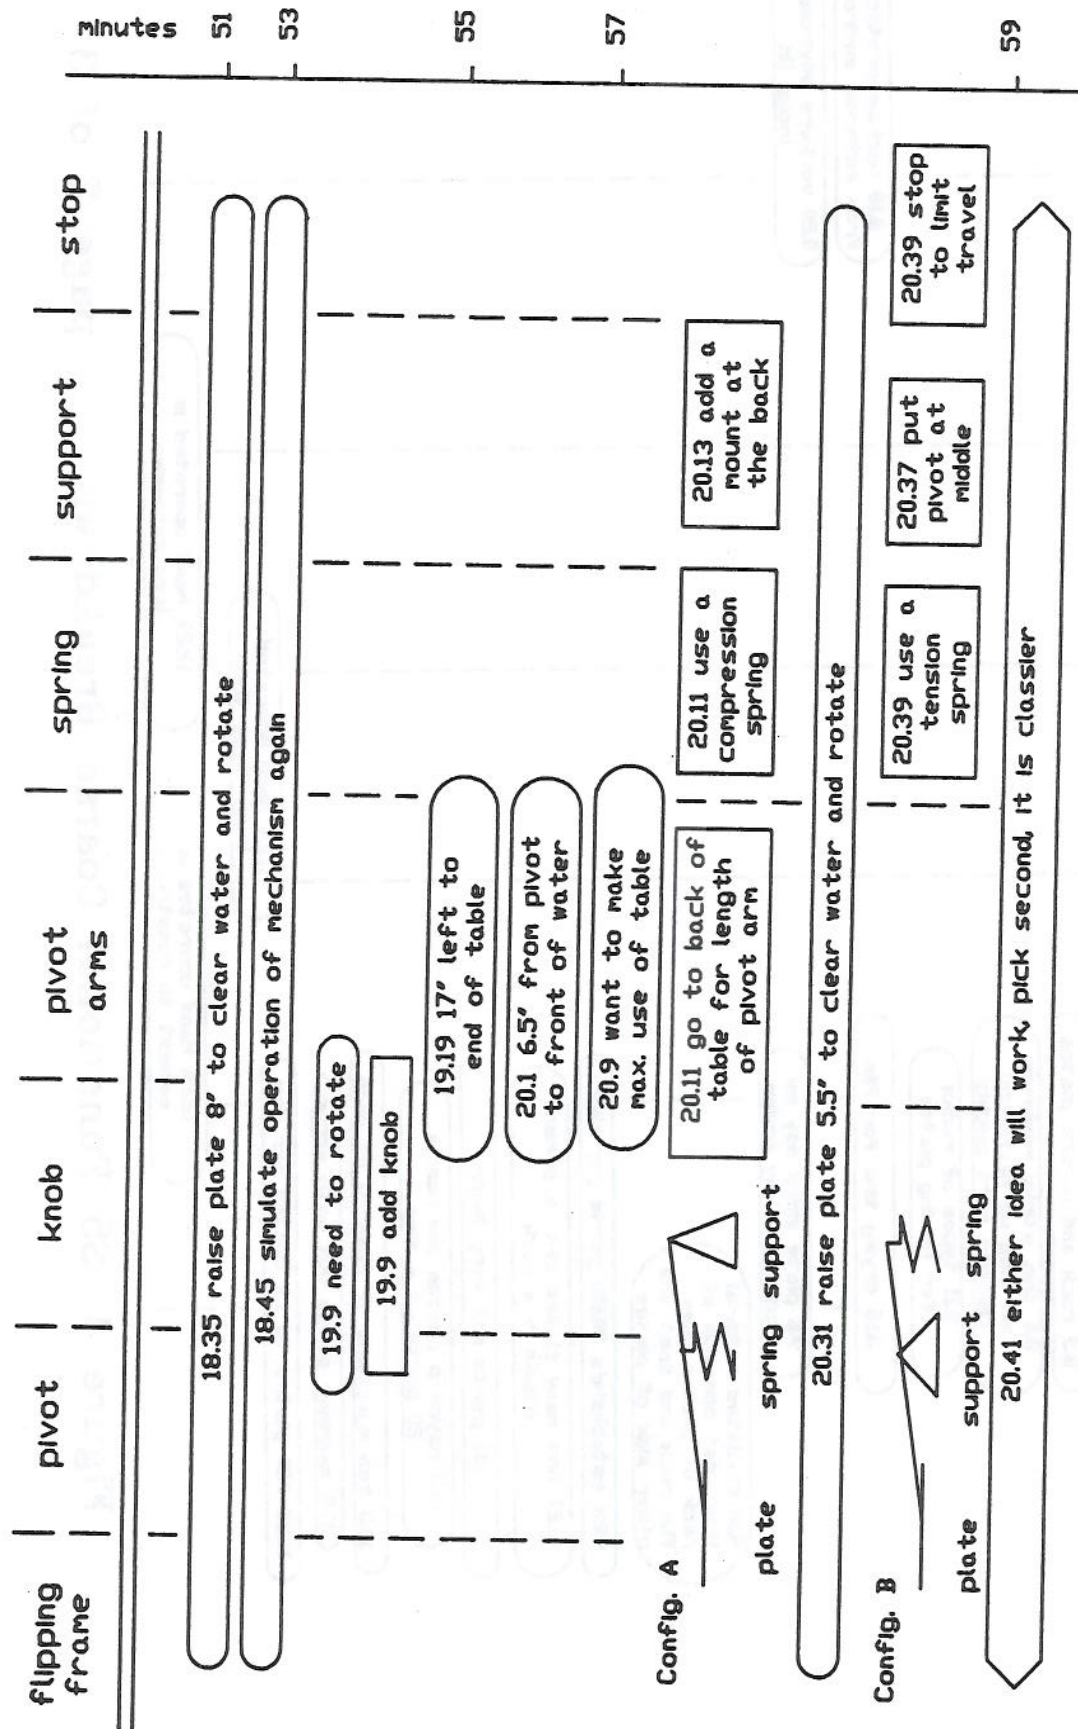 flipping
frame
pivot
knob
pivot
arms
spring
support
stop
minutes
18.35 raise plate 8" to clear water and rotate
51
18.45 simulate operation of mechanism again
53
19.9 need to rotate
19.9 add knob
19.19 17" left to
end of table
55
20.1 6.5" from pivot
to front of water
20.9 want to make
max. use of table
57
Config. A
plate
spring
support
20.11 go to back of
table for length
of pivot arm
20.11 use a
compression
spring
20.13 add a
mount at
the back
20.31 raise plate 5.5" to clear water and rotate
Config. B
plate
support
spring
20.39 use a
tension
spring
20.37 put
pivot at
middle
20.39 stop
to limit
travel
20.41 either idea will work, pick second, it is classier
59